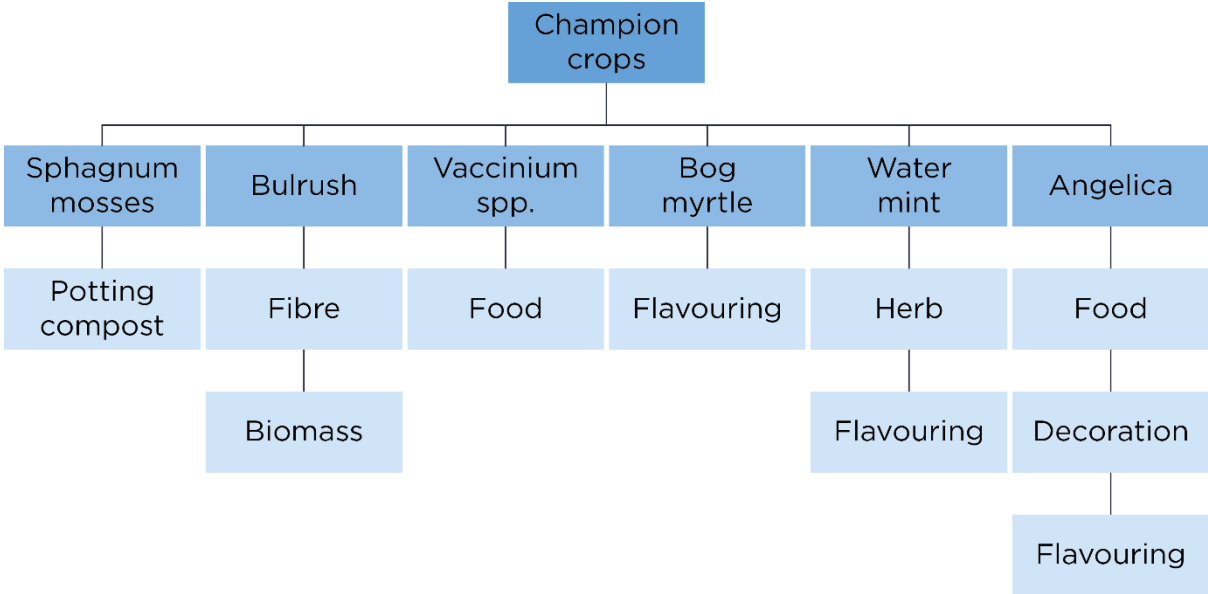 Champion
crops
Sphagnum
mosses
Bulrush
Vaccinium
spp.
Bog
myrtle
Water
mint
Angelica
Potting
compost
Fibre
Food
Flavouring
Herb
Food
Biomass
Flavouring
Decoration
Flavouring